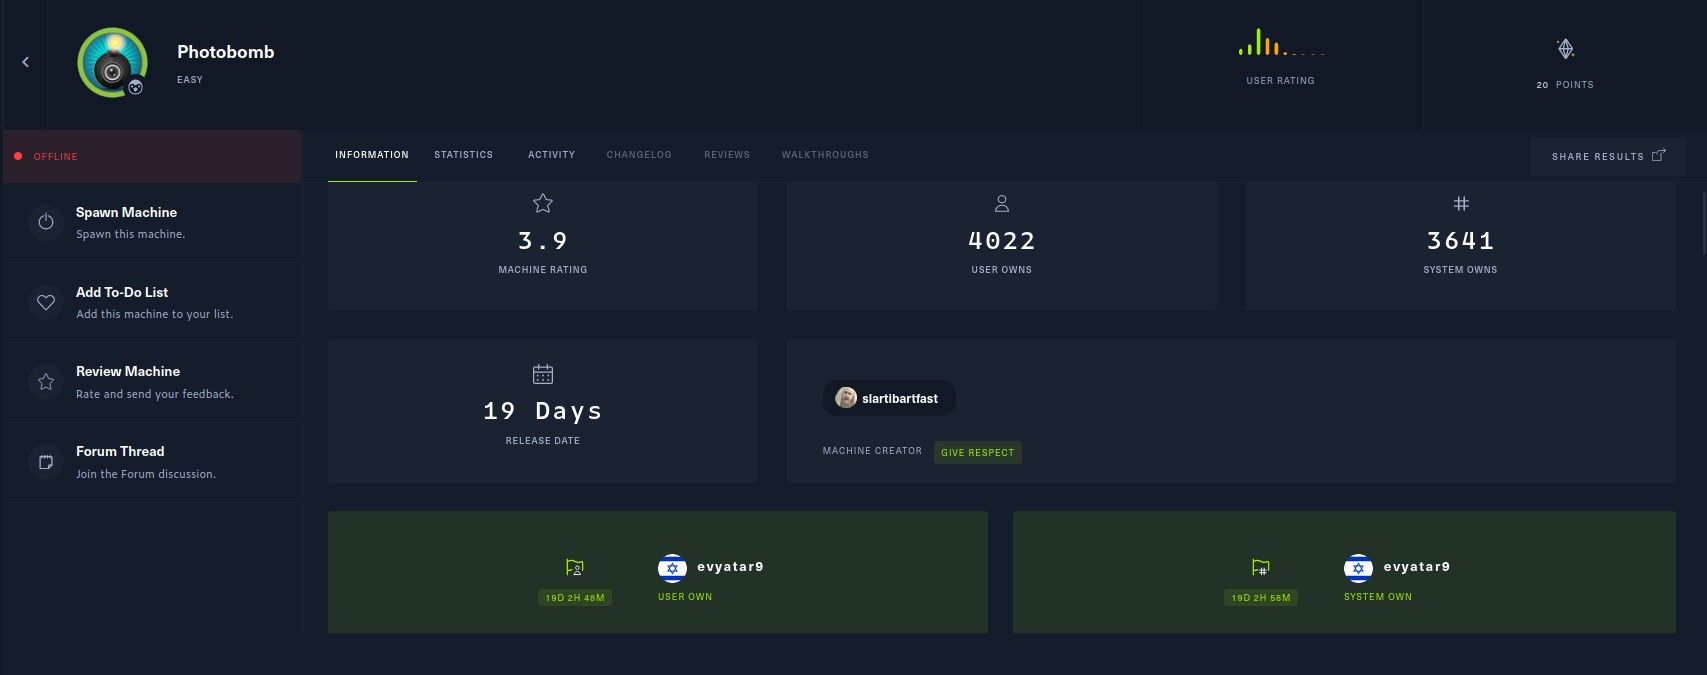 Photobomb
EASY
USER RATING
20 POINTS
OFFLINE
INFORMATION STATISTICS ACTIVITY CHANGELOG REVIEWS WALKTHROUGHS
SHARE RESULTS
Spawn Machine
Spawn this machine.
Add To-Do List
Add this machine to your list.
Review Machine
Rate and send your feedback.
Forum Thread
Join the Forum discussion.
3.9
MACHINE RATING
4022
USER OWNS
3641
SYSTEM OWNS
19 Days
RELEASE DATE
slartibartfast
MACHINE CREATOR GIVE RESPECT
19D 2H 48M
evyatar9
USER OWN
19D 2H 58M
evyatar9
SYSTEM OWN